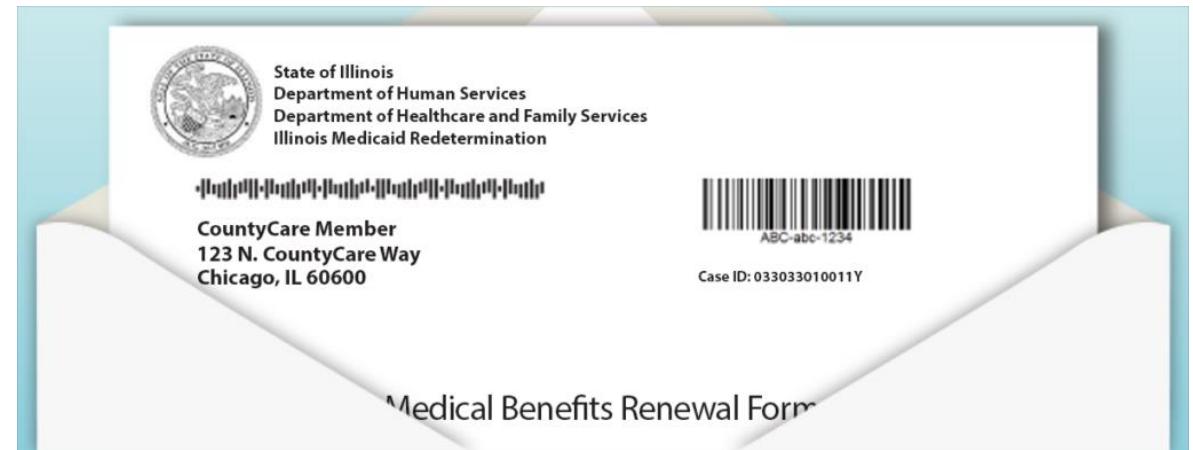 State of Illinois
Department of Human Services
Department of Healthcare and Family Services
Illinois Medicaid Redetermination
CountyCare Member
123 N. CountyCare Way
Chicago, IL 60600
ABC-abc-1234
Case ID: 033033010011Y
Medical Benefits Renewal Form